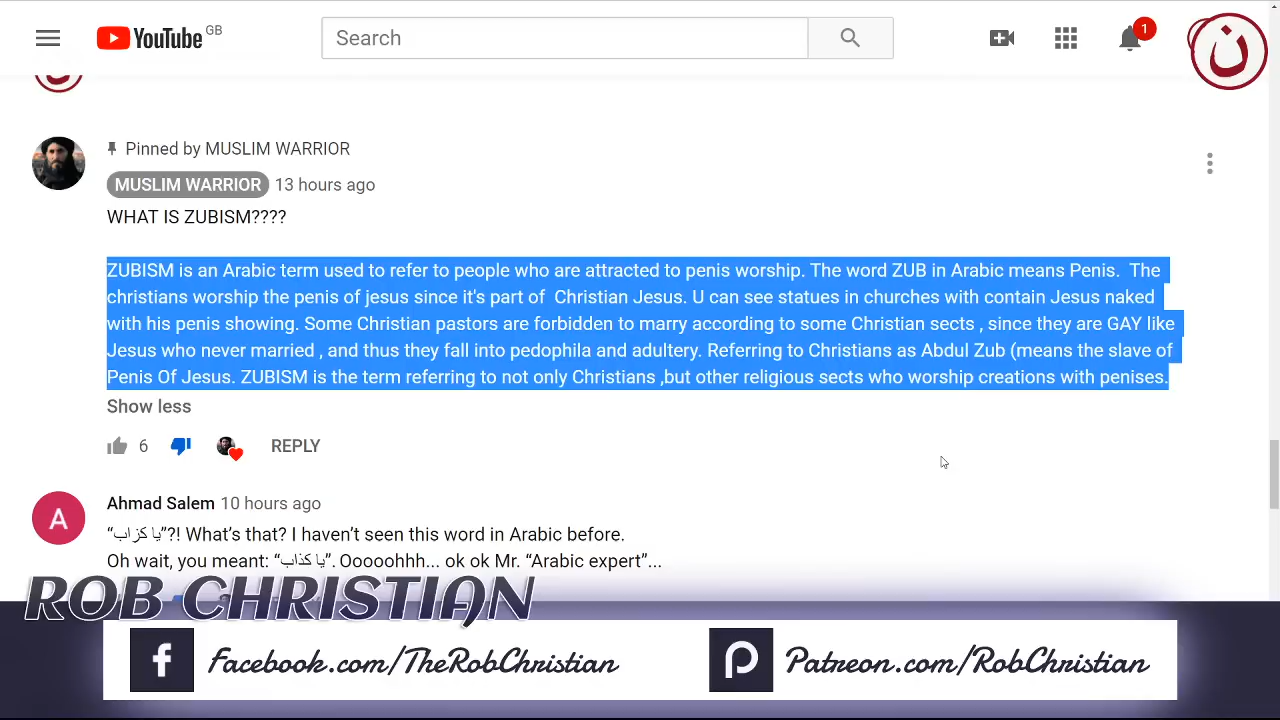 YouTube GB
Search
1
ن
Pinned by MUSLIM WARRIOR
MUSLIM WARRIOR 13 hours ago
WHAT IS ZUBISM????
ZUBISM is an Arabic term used to refer to people who are attracted to penis worship. The word ZUB in Arabic means Penis. The
christians worship the penis of jesus since it's part of Christian Jesus. U can see statues in churches with contain Jesus naked
with his penis showing. Some Christian pastors are forbidden to marry according to some Christian sects , since they are GAY like
Jesus who never married , and thus they fall into pedophila and adultery. Referring to Christians as Abdul Zub (means the slave of
Penis Of Jesus. ZUBISM is the term referring to not only Christians ,but other religious sects who worship creations with penises.
Show less
6 REPLY
A
Ahmad Salem 10 hours ago
“يا كزاب”?! What’s that? I haven’t seen this word in Arabic before.
Oh wait, you meant: “يا كذاب”. Ooooohhh... ok ok Mr. “Arabic expert”...
ROB CHRISTIAN
Facebook.com/TheRobChristian
Patreon.com/RobChristian